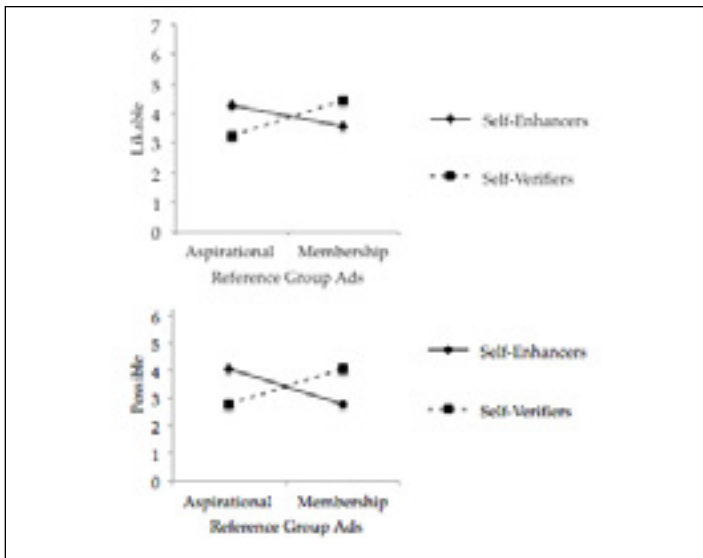 7
6
5
4
3
2
1
0
Likable
Aspirational Membership
Reference Group Ads
Self-Enhancers
Self-Verifiers
6
5
4
3
2
1
0
Possible
Aspirational Membership
Reference Group Ads
Self-Enhancers
Self-Verifiers